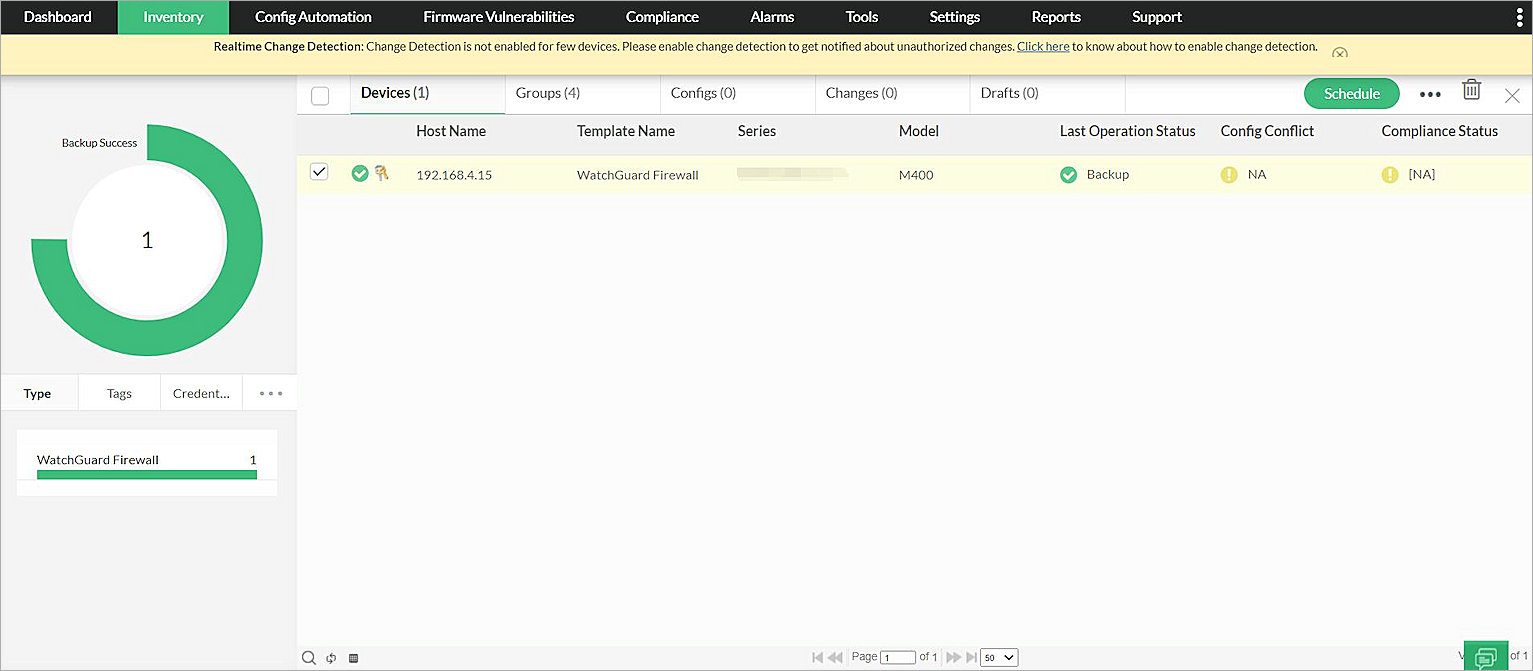 Dashboard Inventory Config Automation Firmware Vulnerabilities Compliance Alarms Tools Settings Reports Support
Realtime Change Detection: Change Detection is not enabled for few devices. Please enable change detection to get notified about unauthorized changes. Click here to know about how to enable change detection.
Devices (1) Groups (4) Configs (0) Changes (0) Drafts (0) Schedule
Host Name Template Name Series Model Last Operation Status Config Conflict Compliance Status
192.168.4.15 WatchGuard Firewall M400 Backup NA [NA]
Backup Success
1
Type Tags Credent...
WatchGuard Firewall 1
Page 1 of 1 50 of 1